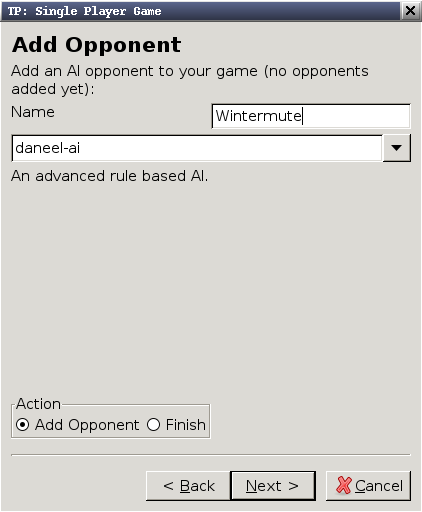 TP: Single Player Game
Add Opponent
Add an AI opponent to your game (no opponents
added yet):
Name Wintermute
daneel-ai
An advanced rule based AI.
Action
Add Opponent Finish
< Back Next > Cancel